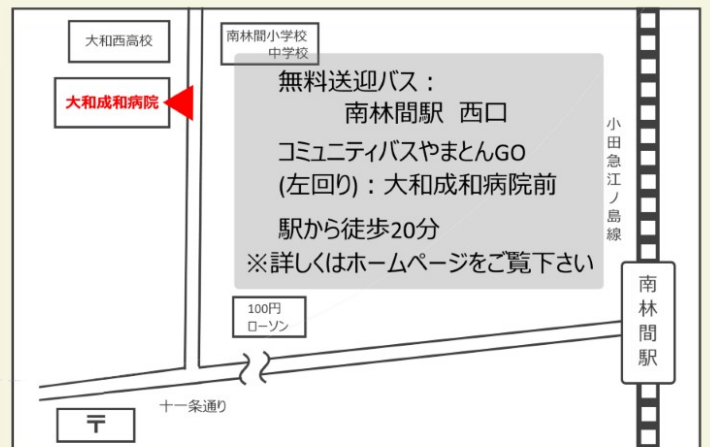 大和西高校
南林間小学校
中学校
大和成和病院
無料送迎バス：
南林間駅 西口
コミュニティバスやまとんGO
(左回り)：大和成和病院前
駅から徒歩20分
※詳しくはホームページをご覧下さい
小田急江ノ島線
南林間駅
100円
ローソン
十一条通り
〒